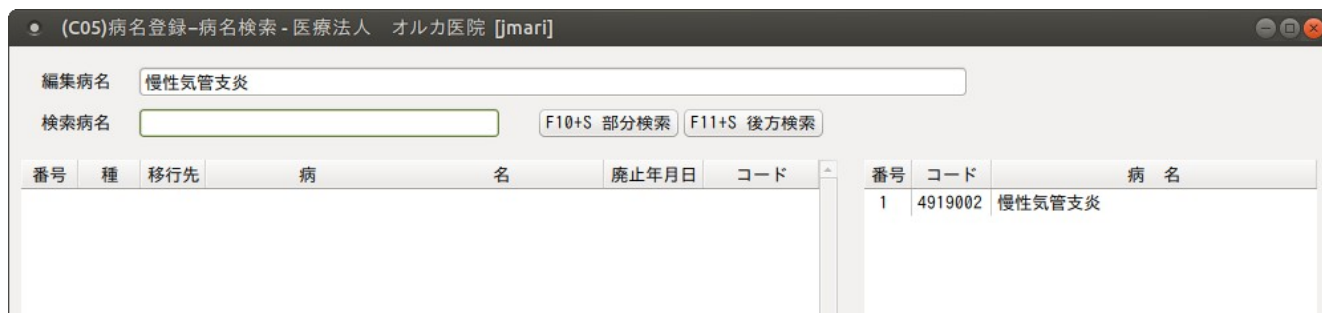 (C05)病名登録–病名検索 - 医療法人　オルカ医院 [jmari]
編集病名 慢性気管支炎
検索病名 F10+S 部分検索 F11+S 後方検索
番号 種 移行先 病 名 廃止年月日 コード 番号 コード 病 名
1 4919002 慢性気管支炎